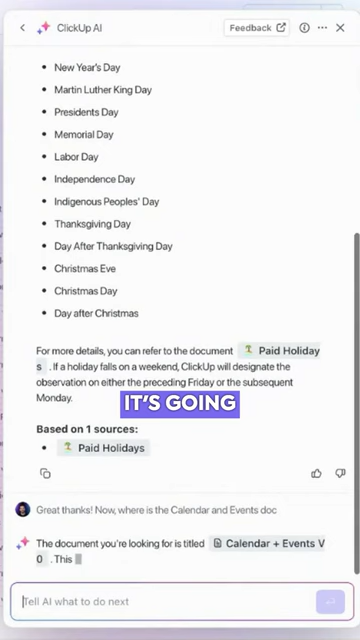 ClickUp AI
Feedback
New Year's Day
Martin Luther King Day
Presidents Day
Memorial Day
Labor Day
Independence Day
Indigenous Peoples' Day
Thanksgiving Day
Day After Thanksgiving Day
Christmas Eve
Christmas Day
Day after Christmas
For more details, you can refer to the document Paid Holiday
s . If a holiday falls on a weekend, ClickUp will designate the
observation on either the preceding Friday or the subsequent
Monday.
IT'S GOING
Based on 1 sources:
Paid Holidays
Great thanks! Now, where is the Calendar and Events doc
The document you're looking for is titled Calendar + Events V
0 . This
Tell AI what to do next